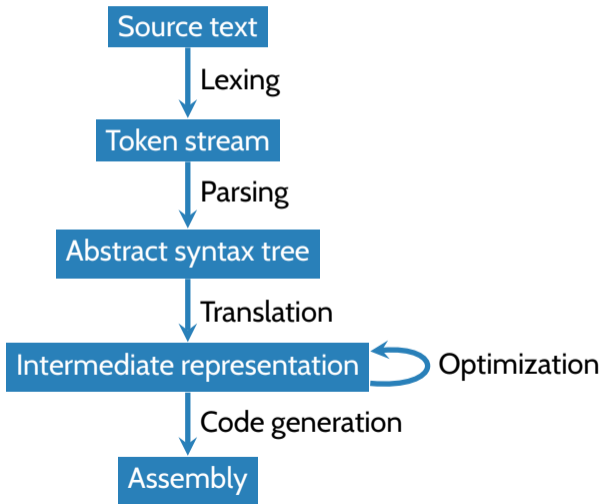 Source text
Lexing
Token stream
Parsing
Abstract syntax tree
Translation
Intermediate representation
Optimization
Code generation
Assembly